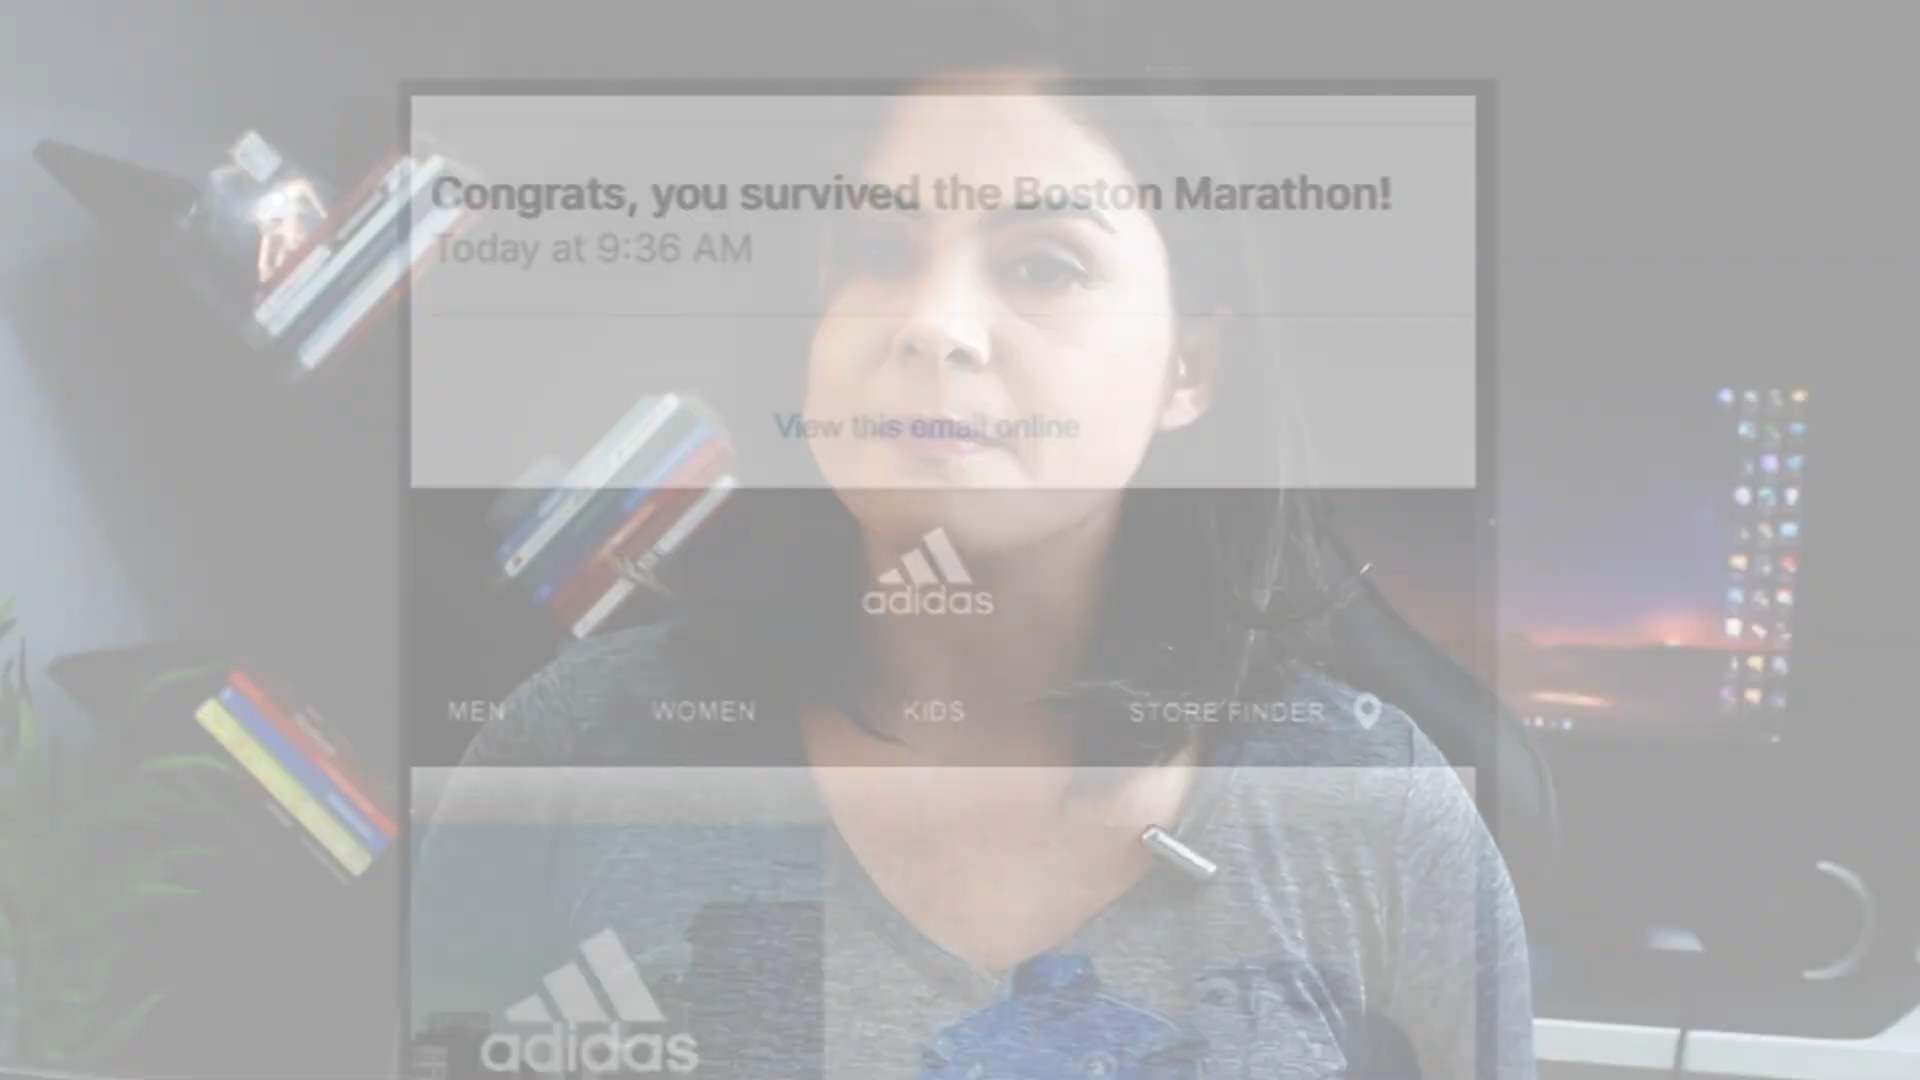 Congrats, you survived the Boston Marathon!
Today at 9:36 AM
View this email online
adidas
MEN WOMEN KIDS STORE FINDER
adidas